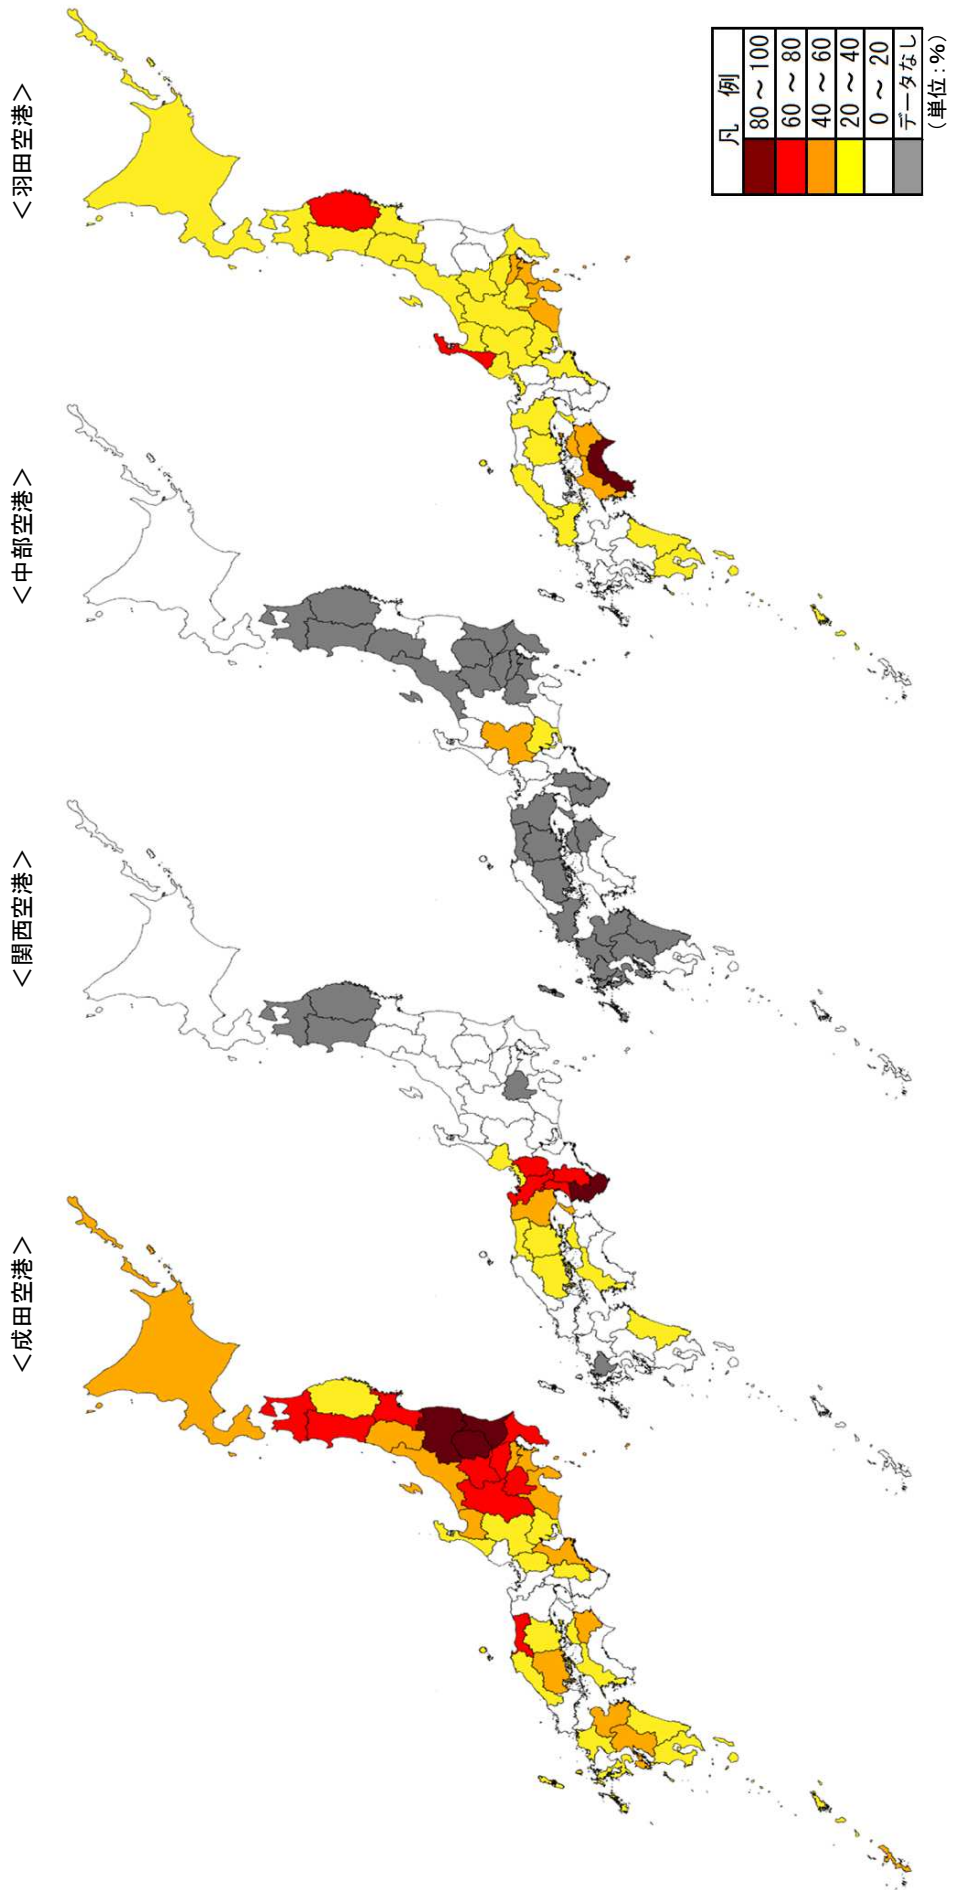 <成田空港>
<関西空港>
<中部空港>
<羽田空港>
凡 例
80 ～ 100
60 ～ 80
40 ～ 60
20 ～ 40
0 ～ 20
データなし
(単位:%)